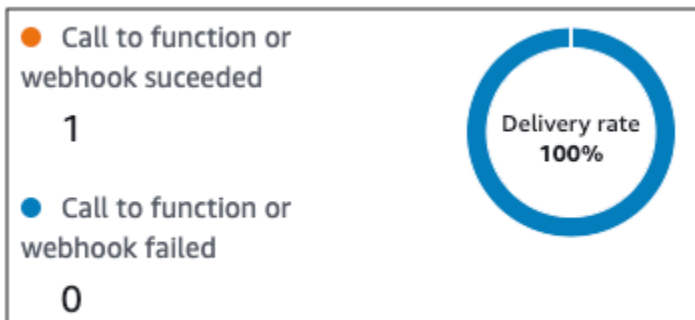 Call to function or
webhook suceeded
1
Call to function or
webhook failed
0
Delivery rate
100%